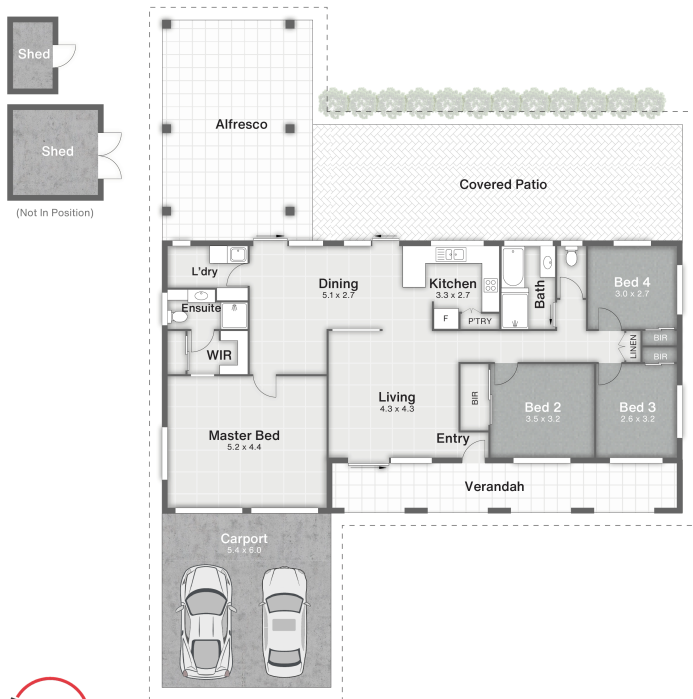 Shed
Shed
(Not In Position)
Alfresco
Covered Patio
L'dry
Ensuite
WIR
Dining
5.1 x 2.7
Kitchen
3.3 x 2.7
F
P'TRY
Bath
Bed 4
3.0 x 2.7
LINEN
BIR
BIR
Living
4.3 x 4.3
BIR
Bed 2
3.5 x 3.2
Bed 3
2.6 x 3.2
Master Bed
5.2 x 4.4
Entry
Verandah
Carport
5.4 x 6.0